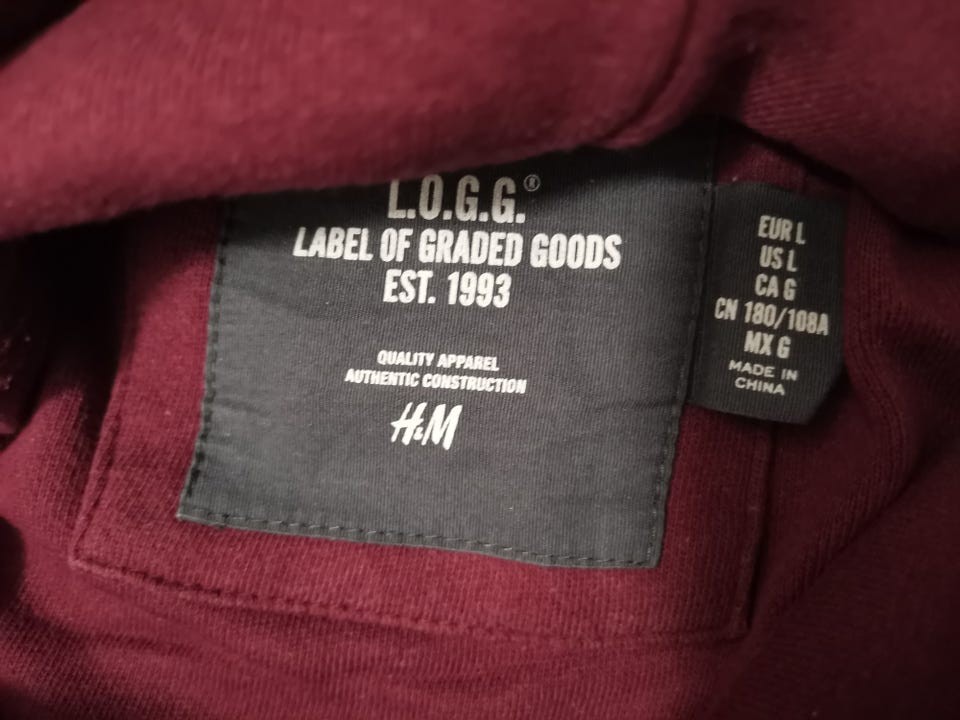 L.O.G.G.®
LABEL OF GRADED GOODS
EST. 1993
QUALITY APPAREL
AUTHENTIC CONSTRUCTION
H&M
EUR L
US L
CA G
CN 180/108A
MX G
MADE IN
CHINA